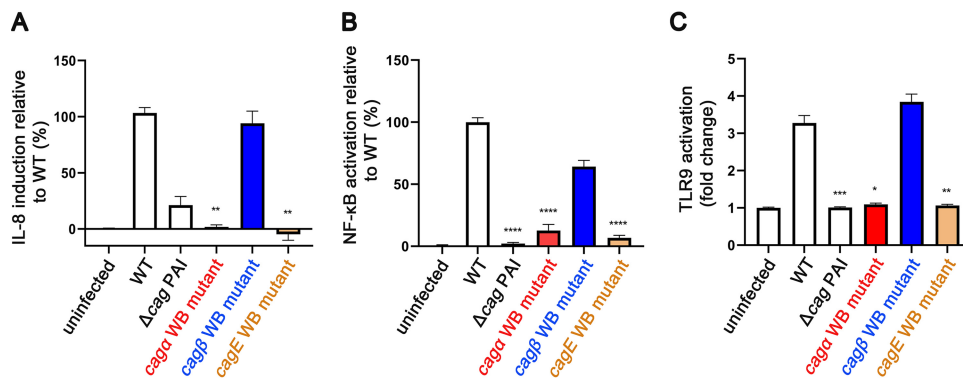 A
IL-8 induction relative
to WT (%)
150
100
50
0
**
**
uninfected
WT
Δcag PAI
cagα WB mutant
cagβ WB mutant
cagE WB mutant
B
NF-κB activation relative
to WT (%)
150
100
50
0
****
****
****
uninfected
WT
Δcag PAI
cagα WB mutant
cagβ WB mutant
cagE WB mutant
C
TLR9 activation
(fold change)
5
4
3
2
1
0
***
*
**
uninfected
WT
Δcag PAI
cagα WB mutant
cagβ WB mutant
cagE WB mutant